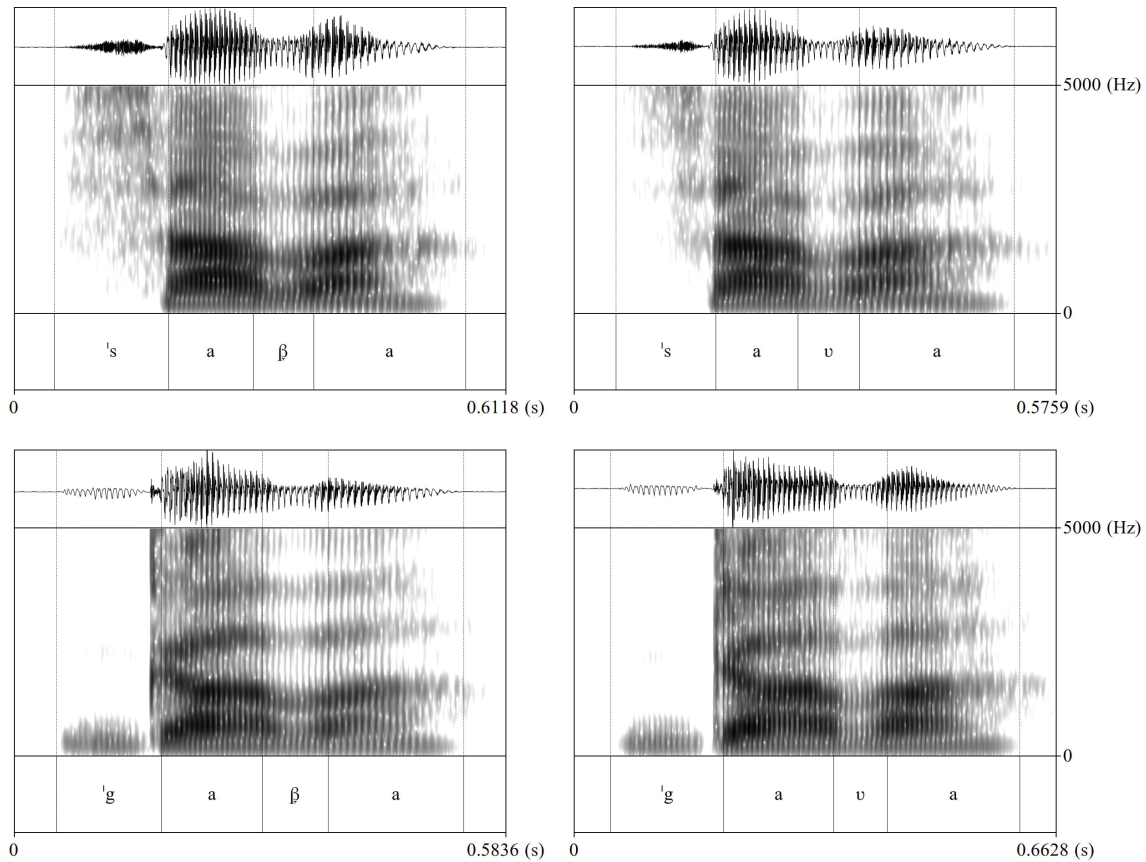 5000 (Hz)
0
ˈs a β̞ a
ˈs a ʋ a
0 0.6118 (s)
0 0.5759 (s)
5000 (Hz)
0
ˈg a β̞ a
ˈg a ʋ a
0 0.5836 (s)
0 0.6628 (s)